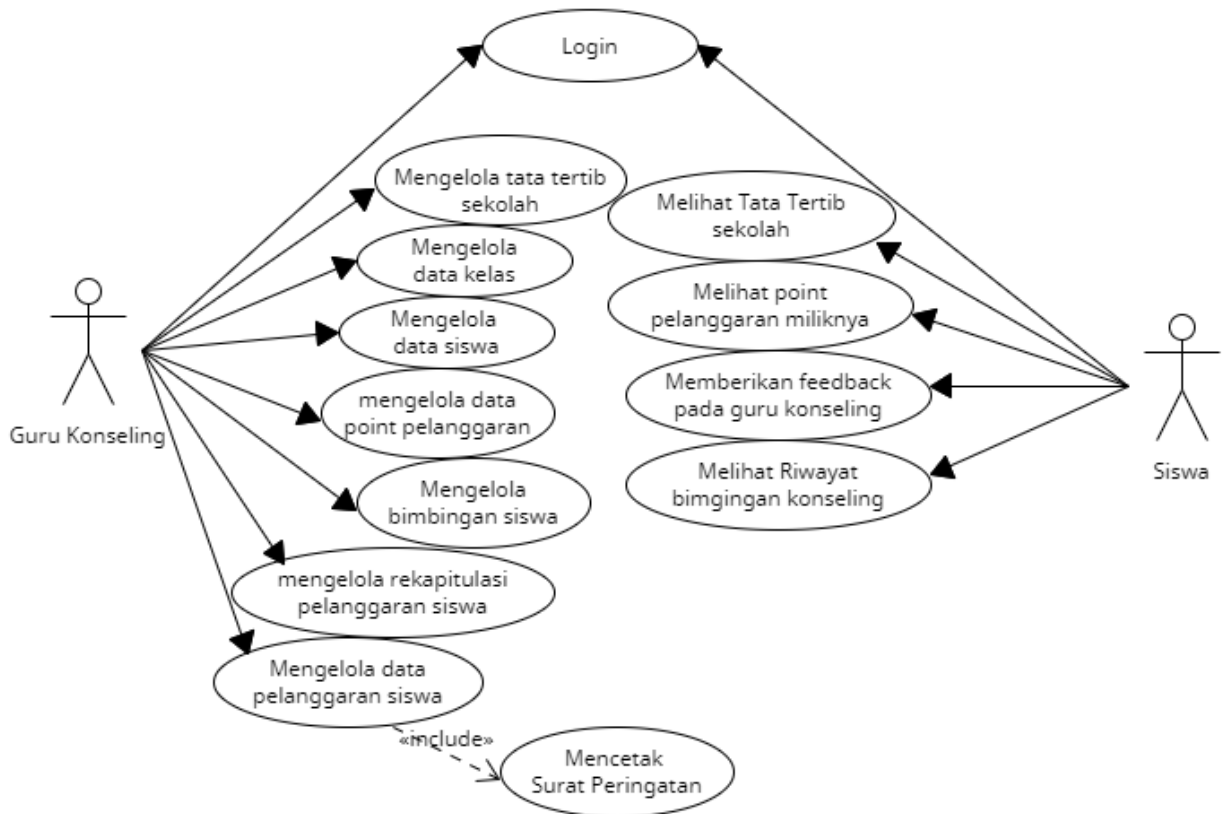 Login
Mengelola tata tertib
sekolah
Melihat Tata Tertib
sekolah
Mengelola
data kelas
Melihat point
pelanggaran miliknya
Mengelola
data siswa
Memberikan feedback
pada guru konseling
mengelola data
point pelanggaran
Guru Konseling
Siswa
Melihat Riwayat
bimgingan konseling
Mengelola
bimbingan siswa
mengelola rekapitulasi
pelanggaran siswa
Mengelola data
pelanggaran siswa
«include»
Mencetak
Surat Peringatan